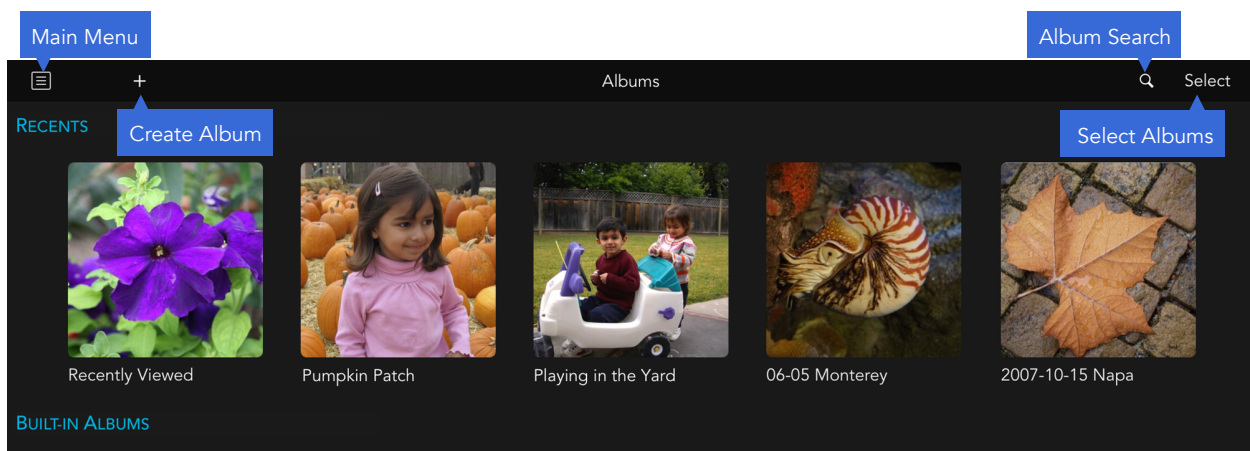 Main Menu
Album Search
+ Albums Select
RECENTS
Create Album
Select Albums
Recently Viewed
Pumpkin Patch
Playing in the Yard
06-05 Monterey
2007-10-15 Napa
BUILT-IN ALBUMS